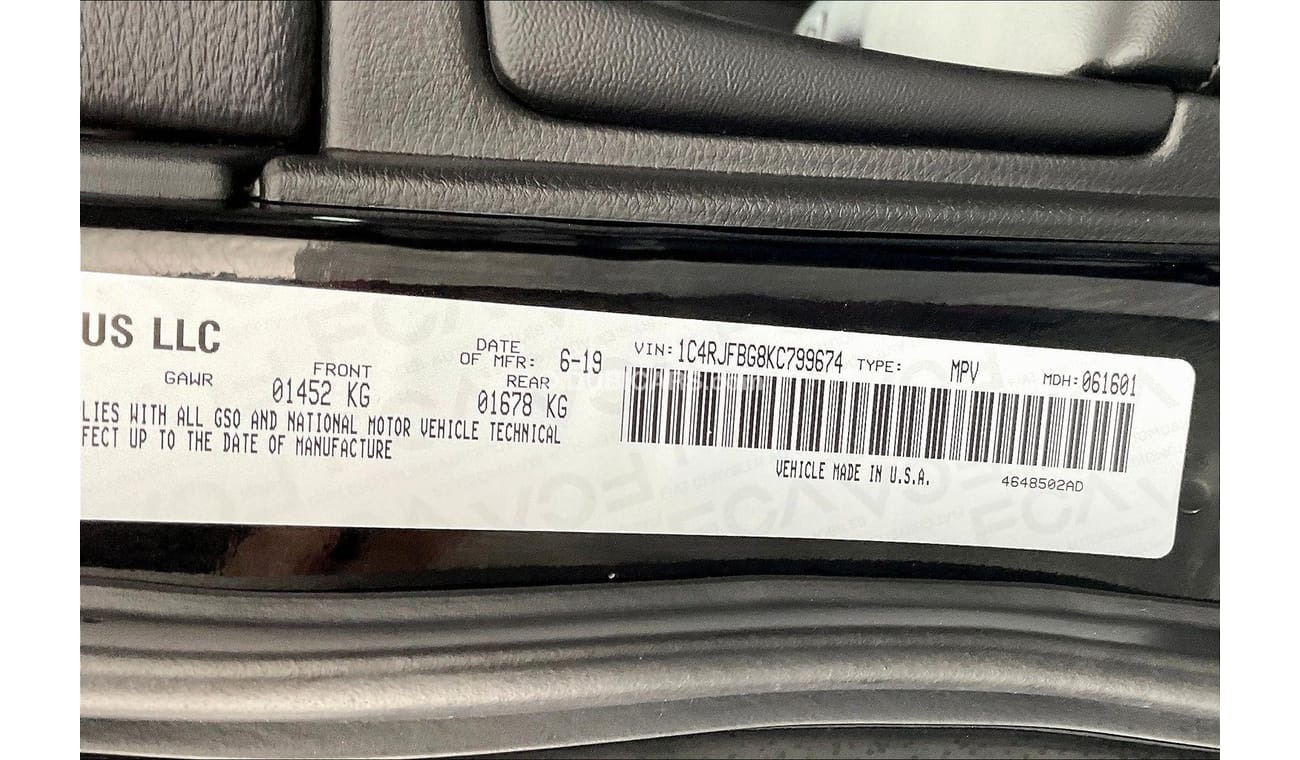 US LLC
DATE OF MFR: 6-19
VIN: 1C4RJFBG8KC799674 TYPE: MPV MDH: 061601
GAWR FRONT 01452 KG REAR 01678 KG
LIES WITH ALL GSO AND NATIONAL MOTOR VEHICLE TECHNICAL
FECT UP TO THE DATE OF MANUFACTURE
VEHICLE MADE IN U.S.A.
4648502AD
DUBICARS.com